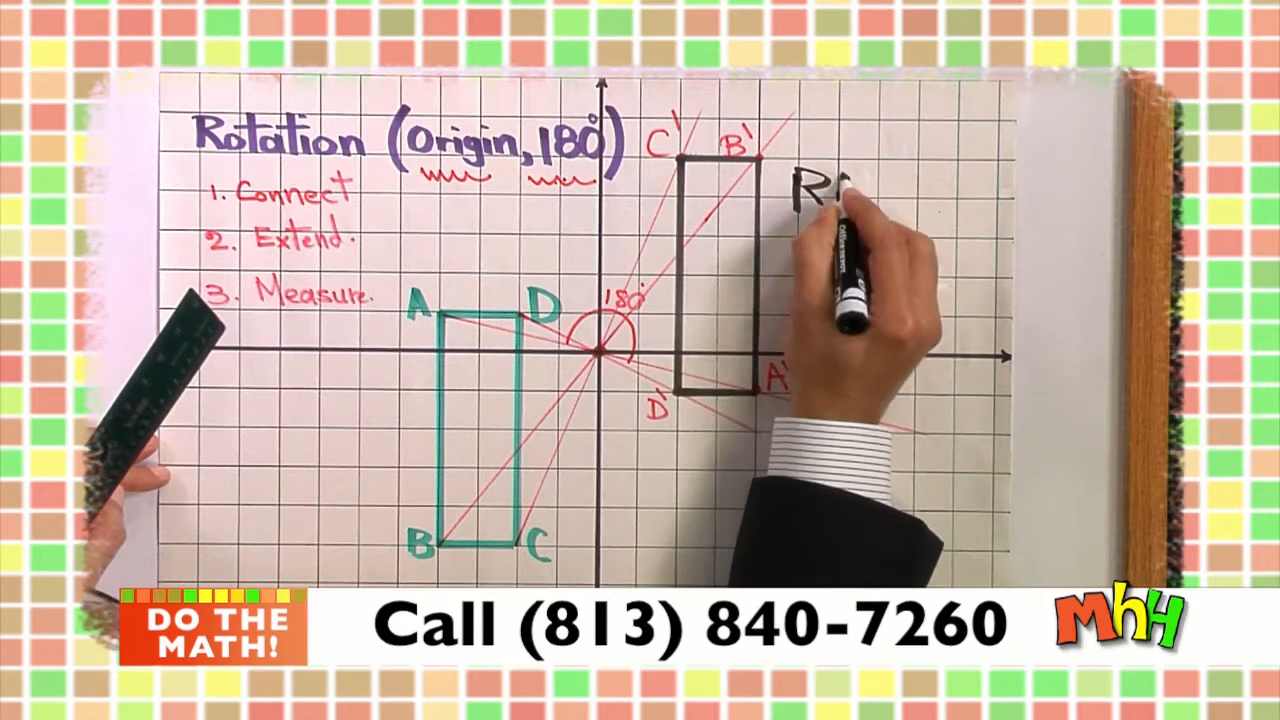 Rotation (Origin, 180°)
1. Connect
2. Extend.
3. Measure.
C' B'
180°
A D
A'
D'
B C
DO THE
MATH!
Call (813) 840-7260
MhH